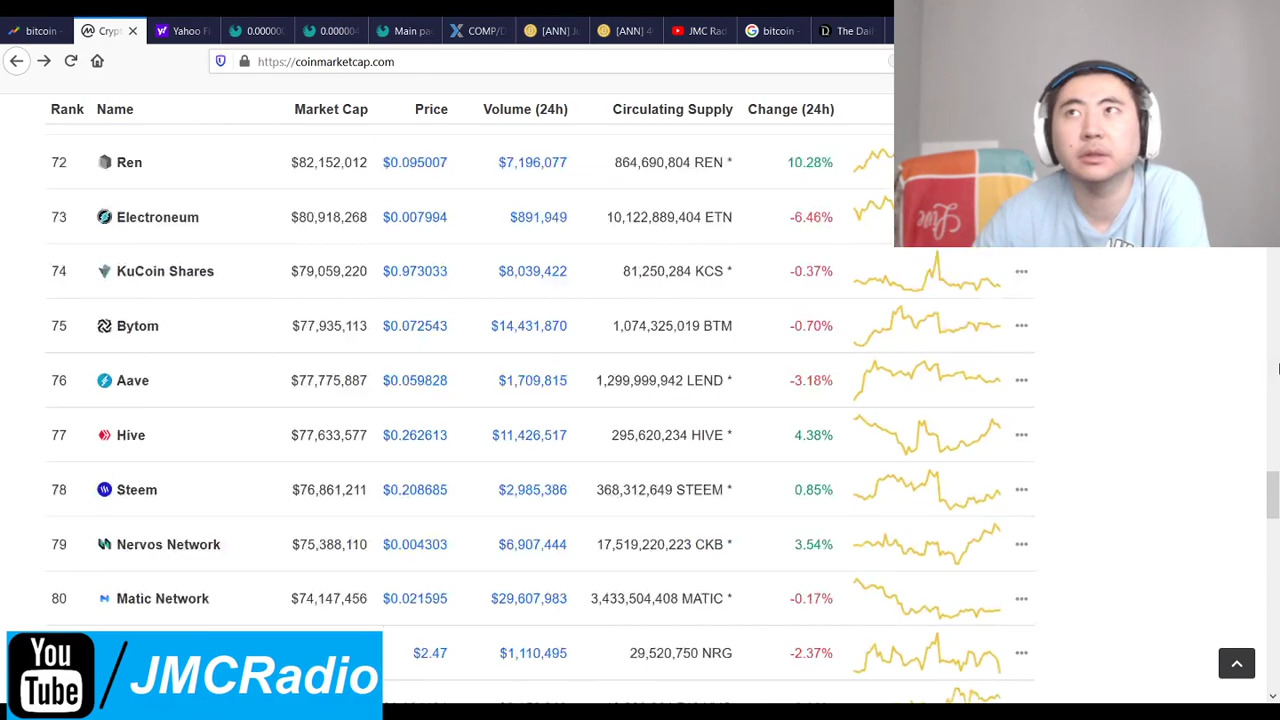 bitcoin
Crypt
Yahoo Fi
0.00000
0.000004
Main pa
COMP/D
[ANN] J
[ANN] 4
JMC Rad
bitcoin -
The Dail
https://coinmarketcap.com
Rank Name Market Cap Price Volume (24h) Circulating Supply Change (24h)
72 Ren $82,152,012 $0.095007 $7,196,077 864,690,804 REN * 10.28%
73 Electroneum $80,918,268 $0.007994 $891,949 10,122,889,404 ETN -6.46%
74 KuCoin Shares $79,059,220 $0.973033 $8,039,422 81,250,284 KCS * -0.37%
75 Bytom $77,935,113 $0.072543 $14,431,870 1,074,325,019 BTM -0.70%
76 Aave $77,775,887 $0.059828 $1,709,815 1,299,999,942 LEND * -3.18%
77 Hive $77,633,577 $0.262613 $11,426,517 295,620,234 HIVE * 4.38%
78 Steem $76,861,211 $0.208685 $2,985,386 368,312,649 STEEM * 0.85%
79 Nervos Network $75,388,110 $0.004303 $6,907,444 17,519,220,223 CKB * 3.54%
80 Matic Network $74,147,456 $0.021595 $29,607,983 3,433,504,408 MATIC * -0.17%
$2.47 $1,110,495 29,520,750 NRG -2.37%
You
Tube
/JMCRadio
Live